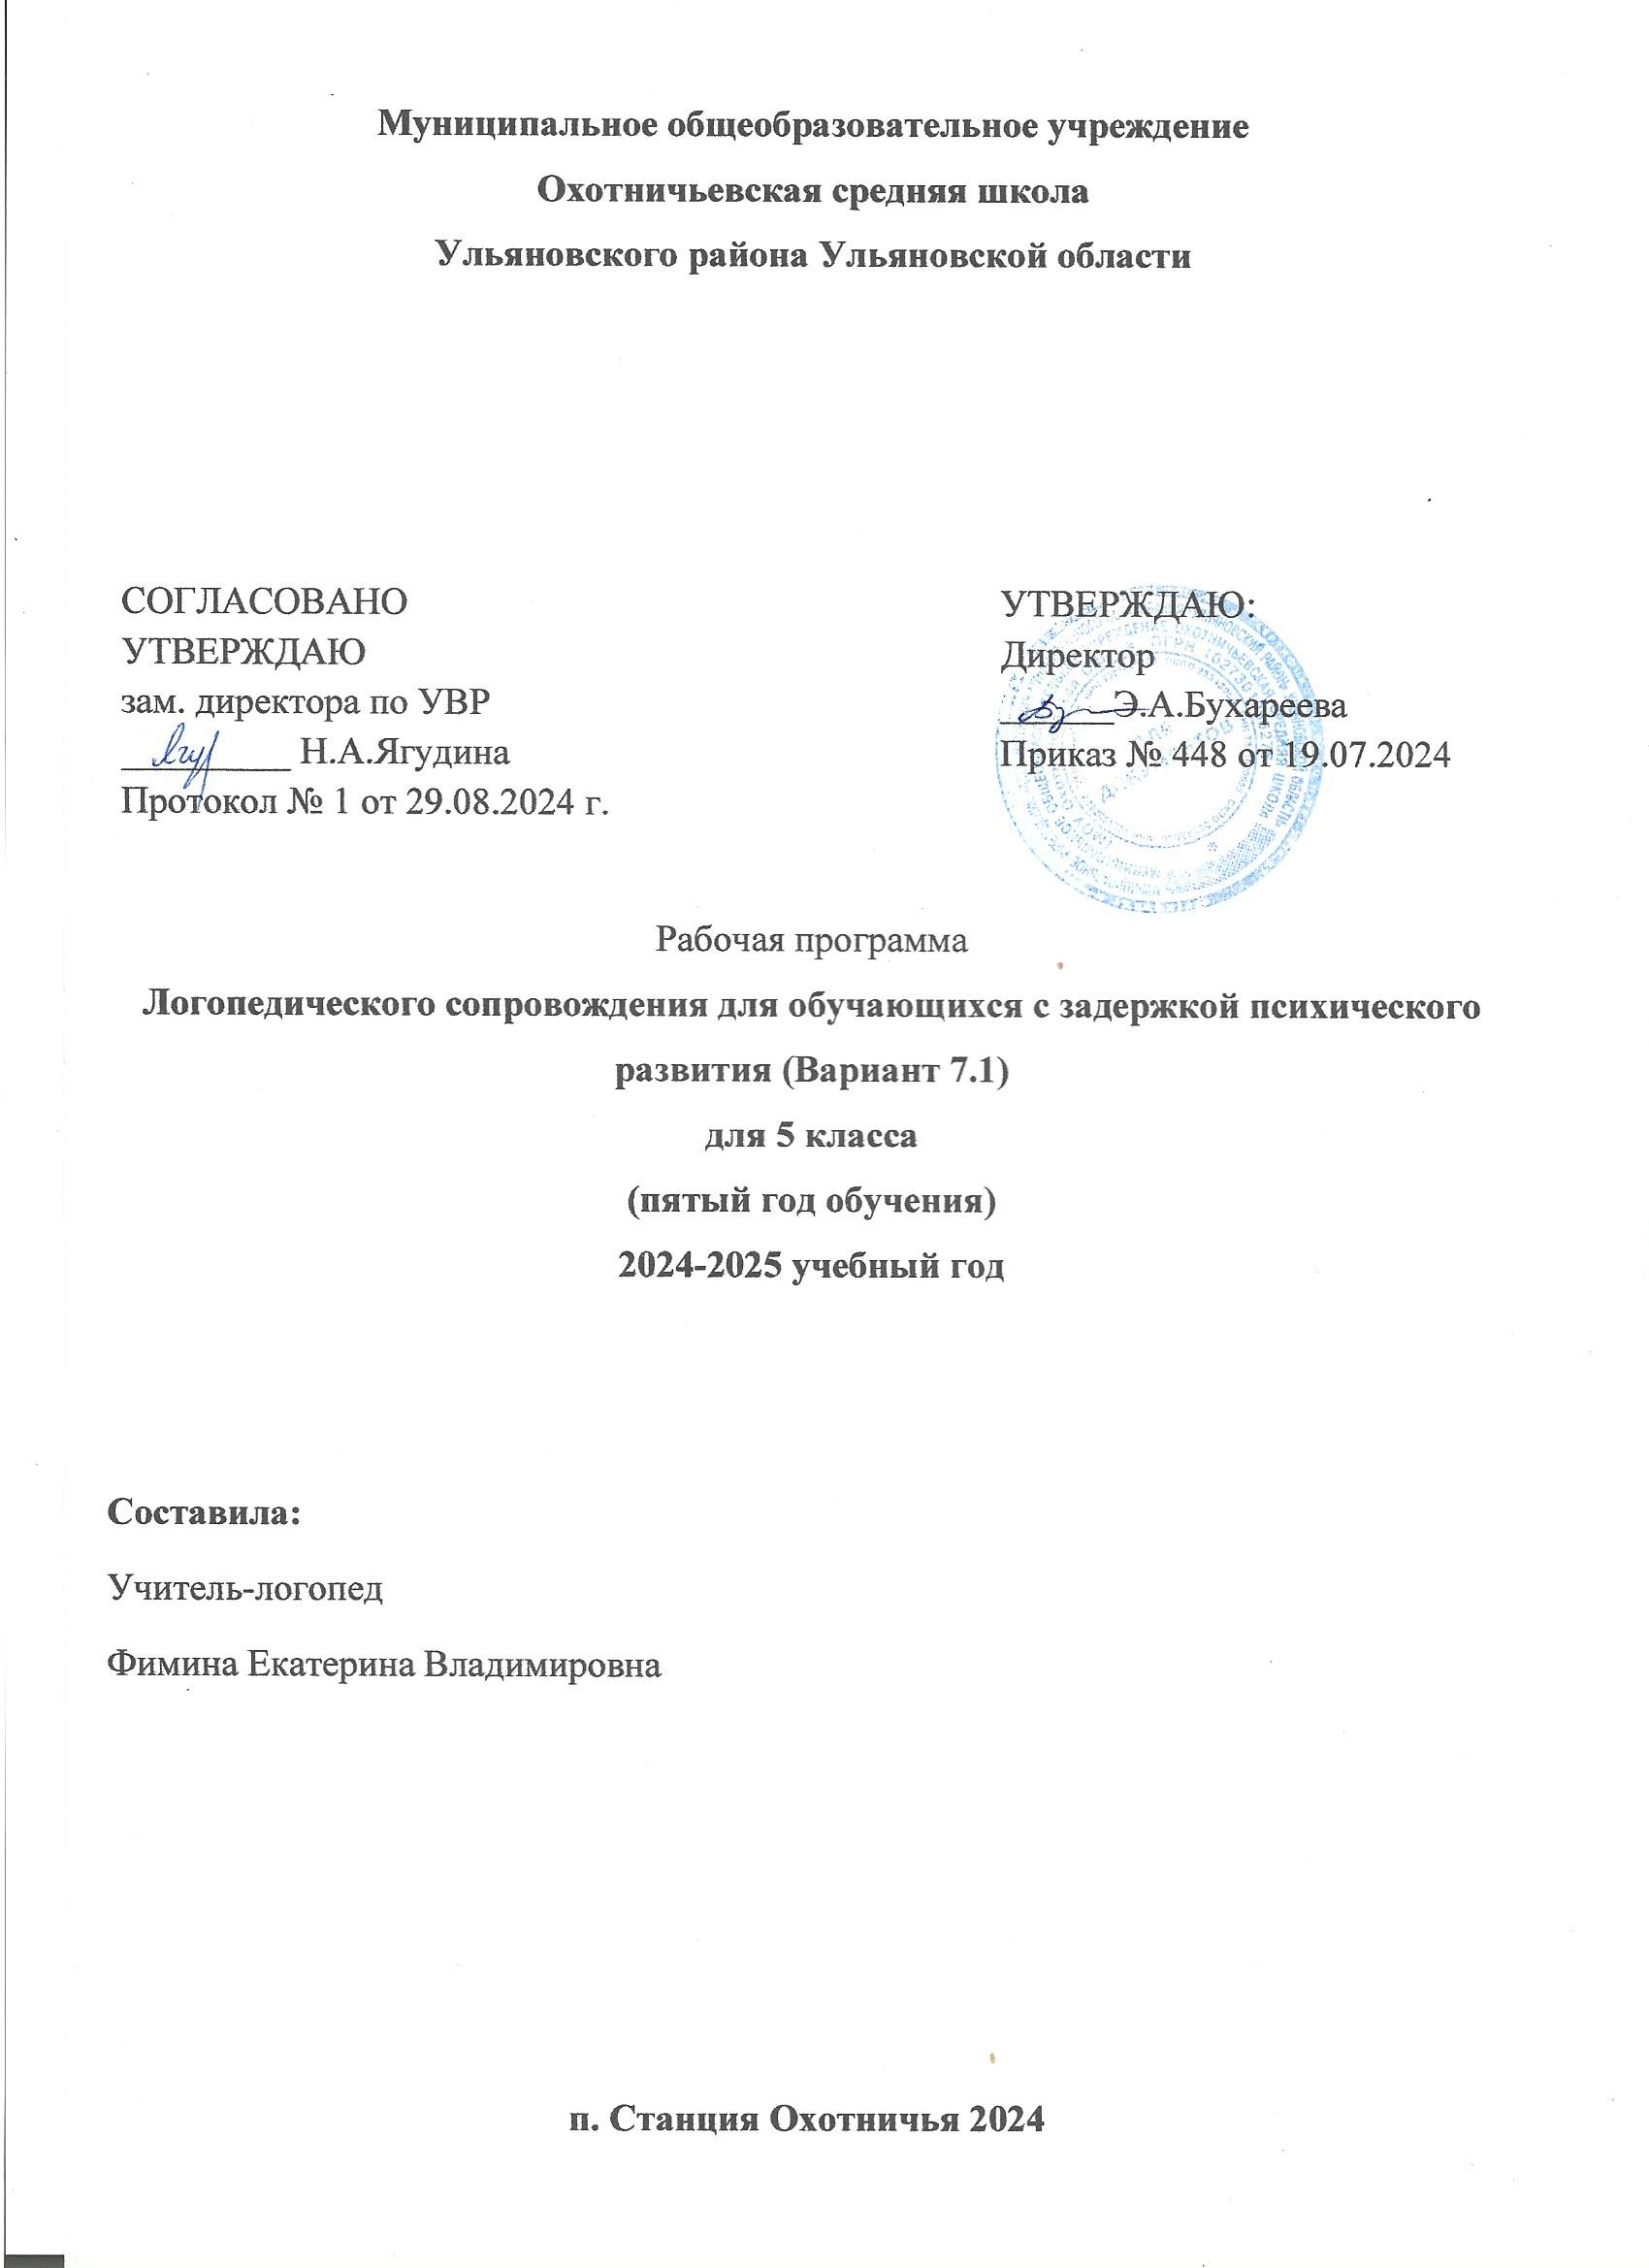 Муниципальное общеобразовательное учреждение
Охотничьевская средняя школа
Ульяновского района Ульяновской области
СОГЛАСОВАНО
УТВЕРЖДАЮ
зам. директора по УВР
__________ Н.А.Ягудина
Протокол № 1 от 29.08.2024 г.
УТВЕРЖДАЮ:
Директор
______Э.А.Бухареева
Приказ № 448 от 19.07.2024
Рабочая программа
Логопедического сопровождения для обучающихся с задержкой психического
развития (Вариант 7.1)
для 5 класса
(пятый год обучения)
2024-2025 учебный год
Составила:
Учитель-логопед
Фимина Екатерина Владимировна
п. Станция Охотничья 2024